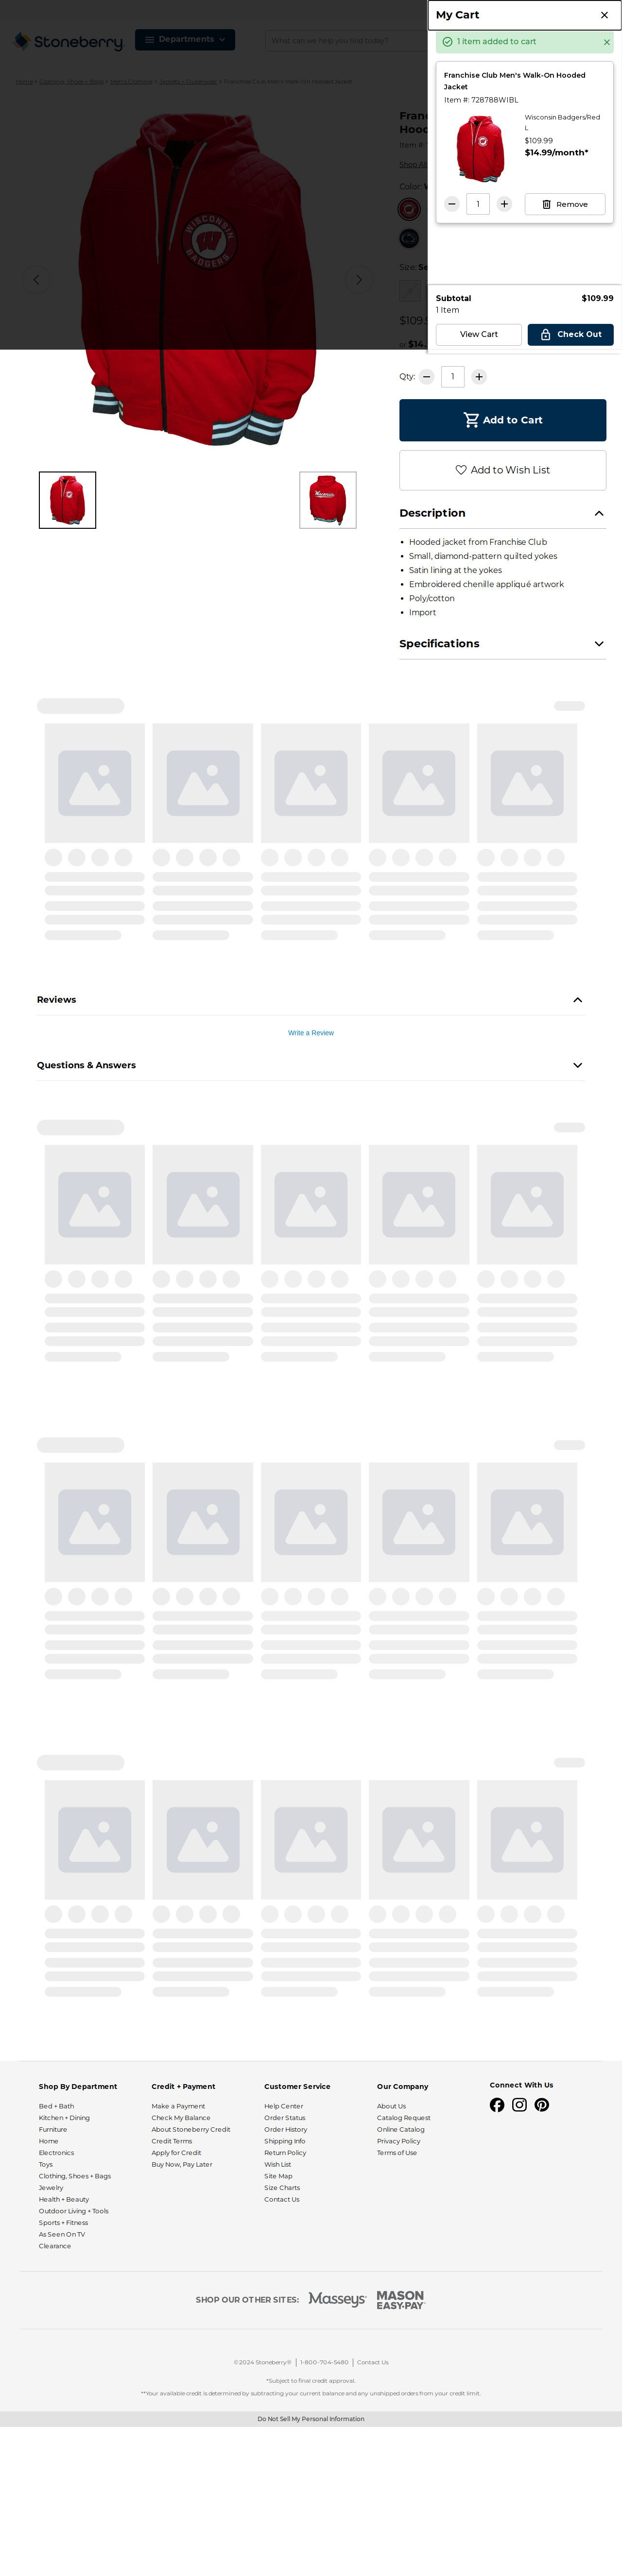 My Cart
Stoneberry
Departments
What can we help you find today?
1 item added to cart
Home > Clothing, Shoes + Bags > Men's Clothing > Jackets + Outerwear > Franchise Club Men's Walk-On Hooded Jacket
Franchise Club Men's Walk-On Hooded
Jacket
Item #: 728788WIBL
Wisconsin Badgers/Red
L
$109.99
$14.99/month*
1
Remove
Fran
Hood
Item #:
Shop All
Color: W
Size: Se
$109.9
or $14.
WISCONSIN
BADGERS
Subtotal
$109.99
1 Item
View Cart
Check Out
Qty:
1
Add to Cart
Add to Wish List
Description
Hooded jacket from Franchise Club
Small, diamond-pattern quilted yokes
Satin lining at the yokes
Embroidered chenille appliqué artwork
Poly/cotton
Import
Specifications
Reviews
Write a Review
Questions & Answers
Shop By Department
Bed + Bath
Kitchen + Dining
Furniture
Home
Electronics
Toys
Clothing, Shoes + Bags
Jewelry
Health + Beauty
Outdoor Living + Tools
Sports + Fitness
As Seen On TV
Clearance
Credit + Payment
Make a Payment
Check My Balance
About Stoneberry Credit
Credit Terms
Apply for Credit
Buy Now, Pay Later
Customer Service
Help Center
Order Status
Order History
Shipping Info
Return Policy
Wish List
Site Map
Size Charts
Contact Us
Our Company
About Us
Catalog Request
Online Catalog
Privacy Policy
Terms of Use
Connect With Us
SHOP OUR OTHER SITES:
Masseys®
MASON
EASY•PAY®
©2024 Stoneberry® | 1-800-704-5480 | Contact Us
*Subject to final credit approval.
**Your available credit is determined by subtracting your current balance and any unshipped orders from your credit limit.
Do Not Sell My Personal Information